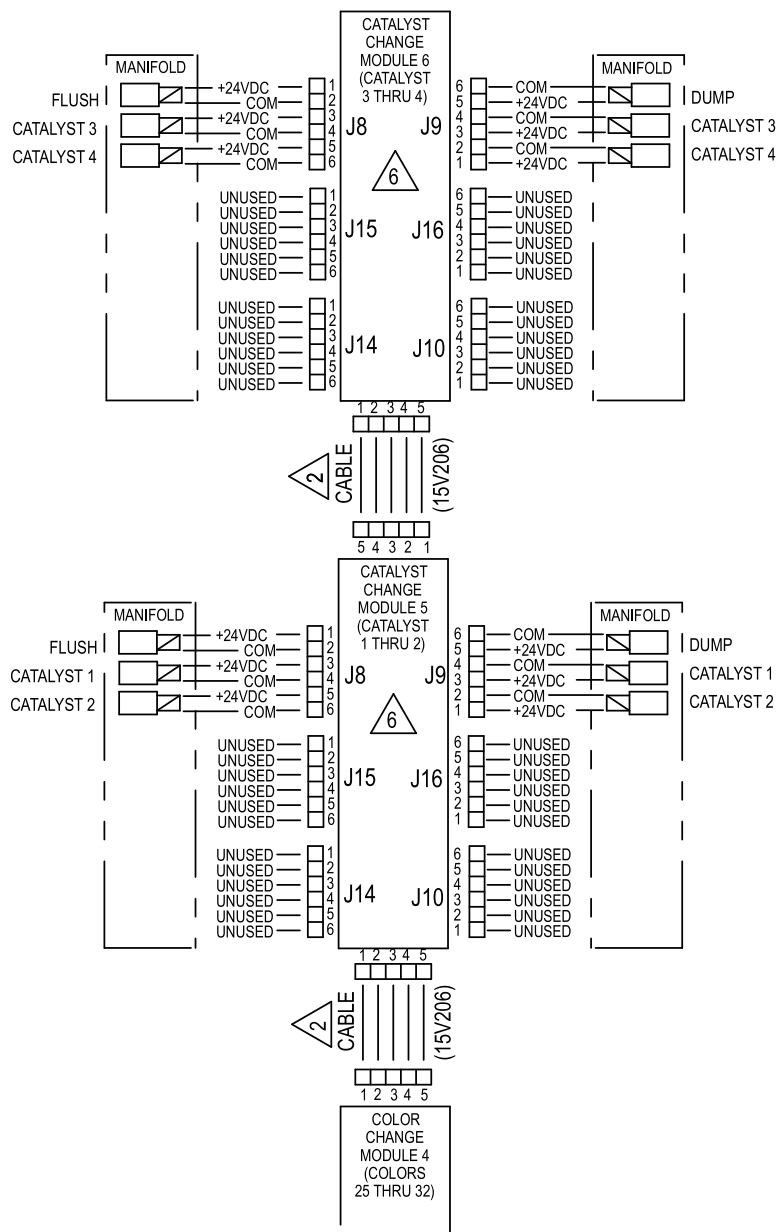 CATALYST
CHANGE
MODULE 6
(CATALYST
3 THRU 4)
MANIFOLD
FLUSH
CATALYST 3
CATALYST 4
+24VDC
COM
+24VDC
COM
+24VDC
COM
1
2
3
4
5
6
J8
J9
6
6
5
4
3
2
1
COM
+24VDC
COM
+24VDC
COM
+24VDC
MANIFOLD
DUMP
CATALYST 3
CATALYST 4
UNUSED
UNUSED
UNUSED
UNUSED
UNUSED
UNUSED
1
2
3
4
5
6
J15
J16
6
5
4
3
2
1
UNUSED
UNUSED
UNUSED
UNUSED
UNUSED
UNUSED
UNUSED
UNUSED
UNUSED
UNUSED
UNUSED
UNUSED
1
2
3
4
5
6
J14
J10
6
5
4
3
2
1
UNUSED
UNUSED
UNUSED
UNUSED
UNUSED
UNUSED
1 2 3 4 5
2
CABLE
(15V206)
5 4 3 2 1
CATALYST
CHANGE
MODULE 5
(CATALYST
1 THRU 2)
MANIFOLD
FLUSH
CATALYST 1
CATALYST 2
+24VDC
COM
+24VDC
COM
+24VDC
COM
1
2
3
4
5
6
J8
J9
6
6
5
4
3
2
1
COM
+24VDC
COM
+24VDC
COM
+24VDC
MANIFOLD
DUMP
CATALYST 1
CATALYST 2
UNUSED
UNUSED
UNUSED
UNUSED
UNUSED
UNUSED
1
2
3
4
5
6
J15
J16
6
5
4
3
2
1
UNUSED
UNUSED
UNUSED
UNUSED
UNUSED
UNUSED
UNUSED
UNUSED
UNUSED
UNUSED
UNUSED
UNUSED
1
2
3
4
5
6
J14
J10
6
5
4
3
2
1
UNUSED
UNUSED
UNUSED
UNUSED
UNUSED
UNUSED
1 2 3 4 5
2
CABLE
(15V206)
1 2 3 4 5
COLOR
CHANGE
MODULE 4
(COLORS
25 THRU 32)